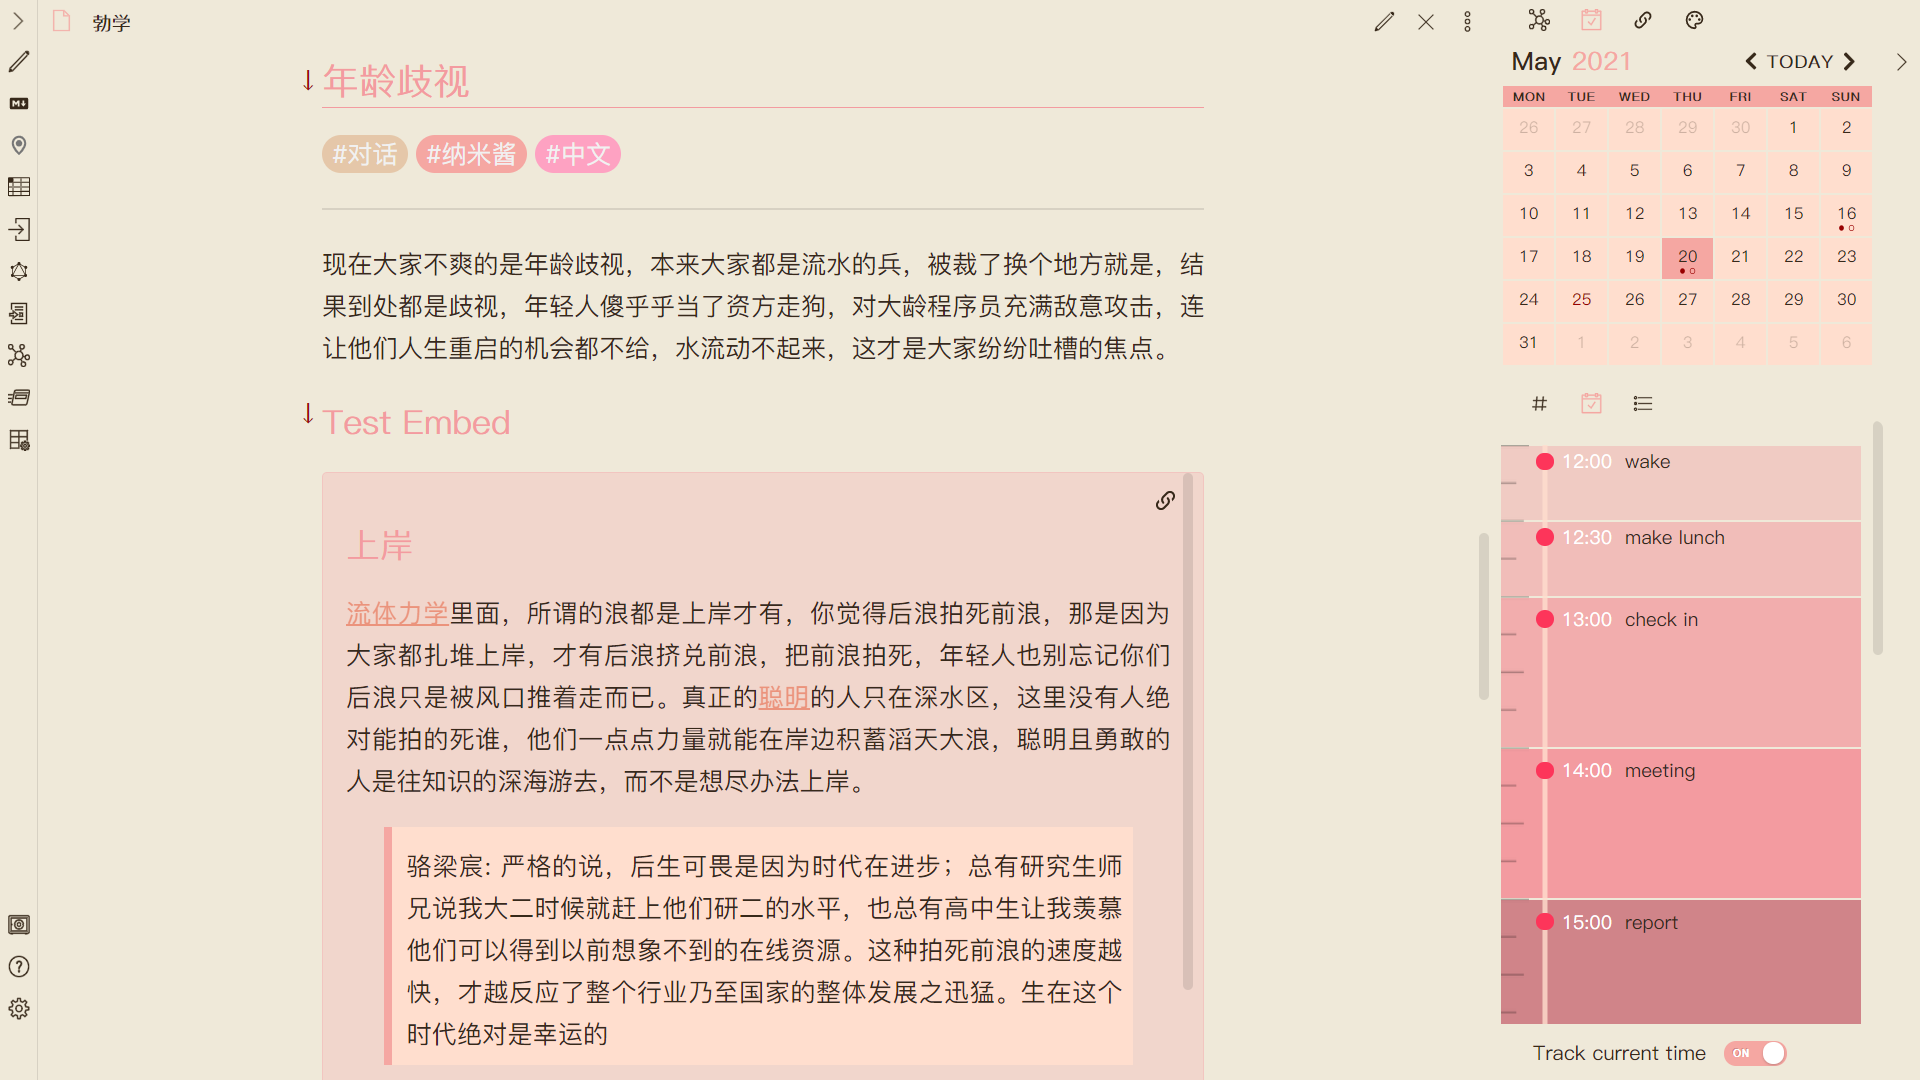 勃学
年龄歧视
#对话 #纳米酱 #中文
现在大家不爽的是年龄歧视，本来大家都是流水的兵，被裁了换个地方就是，结
果到处都是歧视，年轻人傻乎乎当了资方走狗，对大龄程序员充满敌意攻击，连
让他们人生重启的机会都不给，水流动不起来，这才是大家纷纷吐槽的焦点。
Test Embed
上岸
流体力学里面，所谓的浪都是上岸才有，你觉得后浪拍死前浪，那是因为
大家都扎堆上岸，才有后浪挤兑前浪，把前浪拍死，年轻人也别忘记你们
后浪只是被风口推着走而已。真正的聪明的人只在深水区，这里没有人绝
对能拍的死谁，他们一点点力量就能在岸边积蓄滔天大浪，聪明且勇敢的
人是往知识的深海游去，而不是想尽办法上岸。
骆梁宸: 严格的说，后生可畏是因为时代在进步；总有研究生师
兄说我大二时候就赶上他们研二的水平，也总有高中生让我羡慕
他们可以得到以前想象不到的在线资源。这种拍死前浪的速度越
快，才越反应了整个行业乃至国家的整体发展之迅猛。生在这个
时代绝对是幸运的
May 2021 TODAY
MON TUE WED THU FRI SAT SUN
26 27 28 29 30 1 2
3 4 5 6 7 8 9
10 11 12 13 14 15 16
17 18 19 20 21 22 23
24 25 26 27 28 29 30
31 1 2 3 4 5 6
12:00 wake
12:30 make lunch
13:00 check in
14:00 meeting
15:00 report
Track current time ON